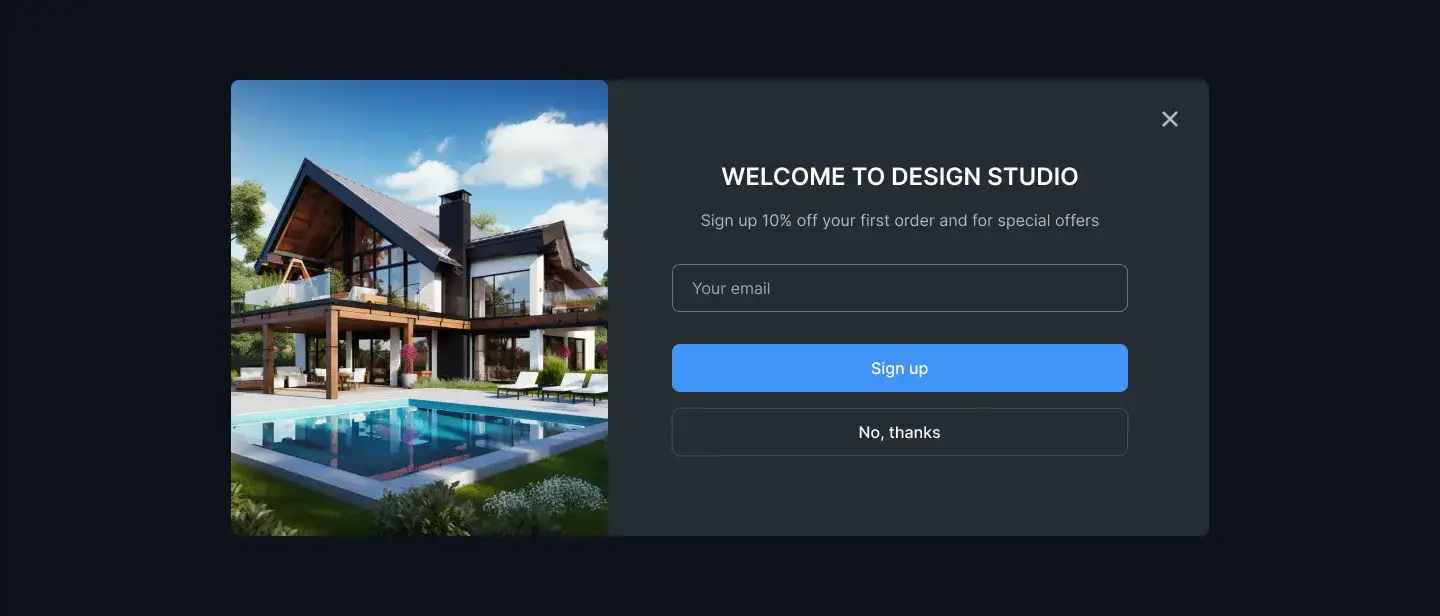 WELCOME TO DESIGN STUDIO
Sign up 10% off your first order and for special offers
Your email
Sign up
No, thanks